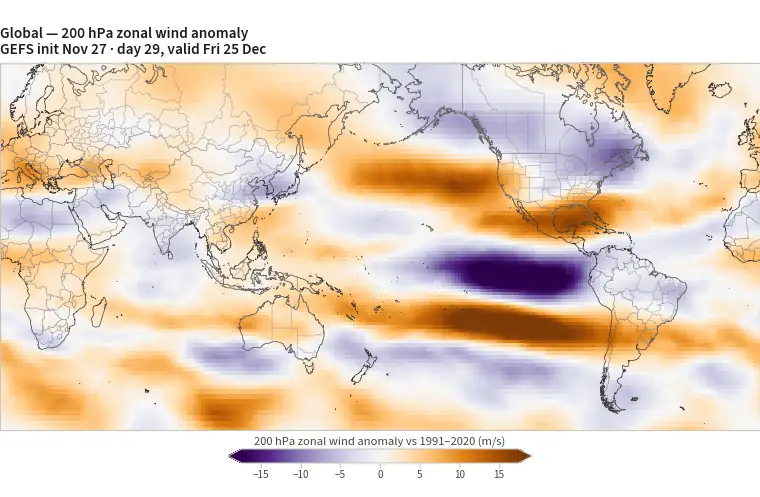 Global — 200 hPa zonal wind anomaly
GEFS init Nov 27 · day 29, valid Fri 25 Dec
200 hPa zonal wind anomaly vs 1991–2020 (m/s)
−15 −10 −5 0 5 10 15